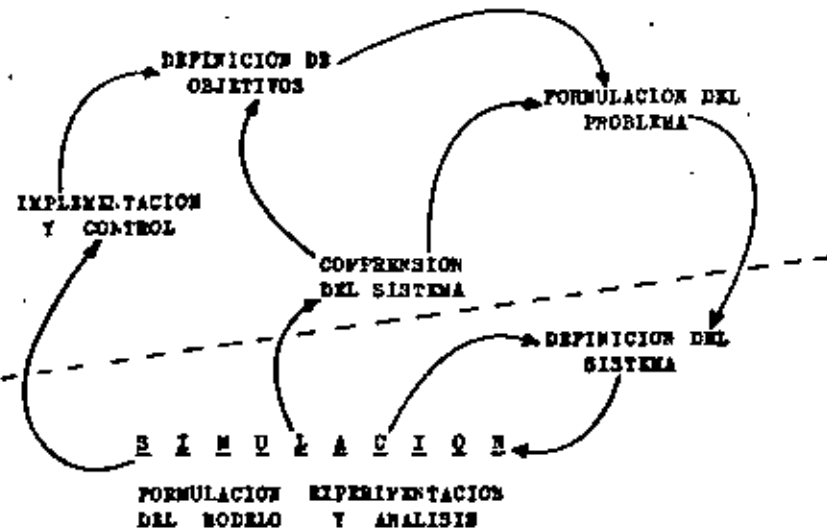 DEFINICION DE
OBJETIVOS
FORMULACION DEL
PROBLEMA
IMPLEMENTACION
Y CONTROL
COMPRENSION
DEL SISTEMA
DEFINICION DEL
SISTEMA
S I M U L A C I O N
FORMULACION EXPERIMENTACION
DEL MODELO Y ANALISIS